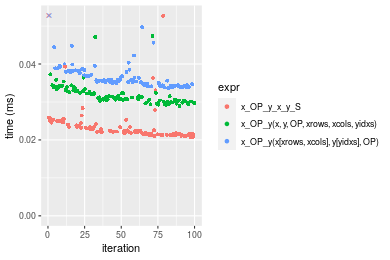 time (ms)
0.04
0.02
0.00
0
25
50
75
100
iteration
expr
x_OP_y_x_y_S
x_OP_y(x, y, OP, xrows, xcols, yidxs)
x_OP_y(x[xrows, xcols], y[yidxs], OP)